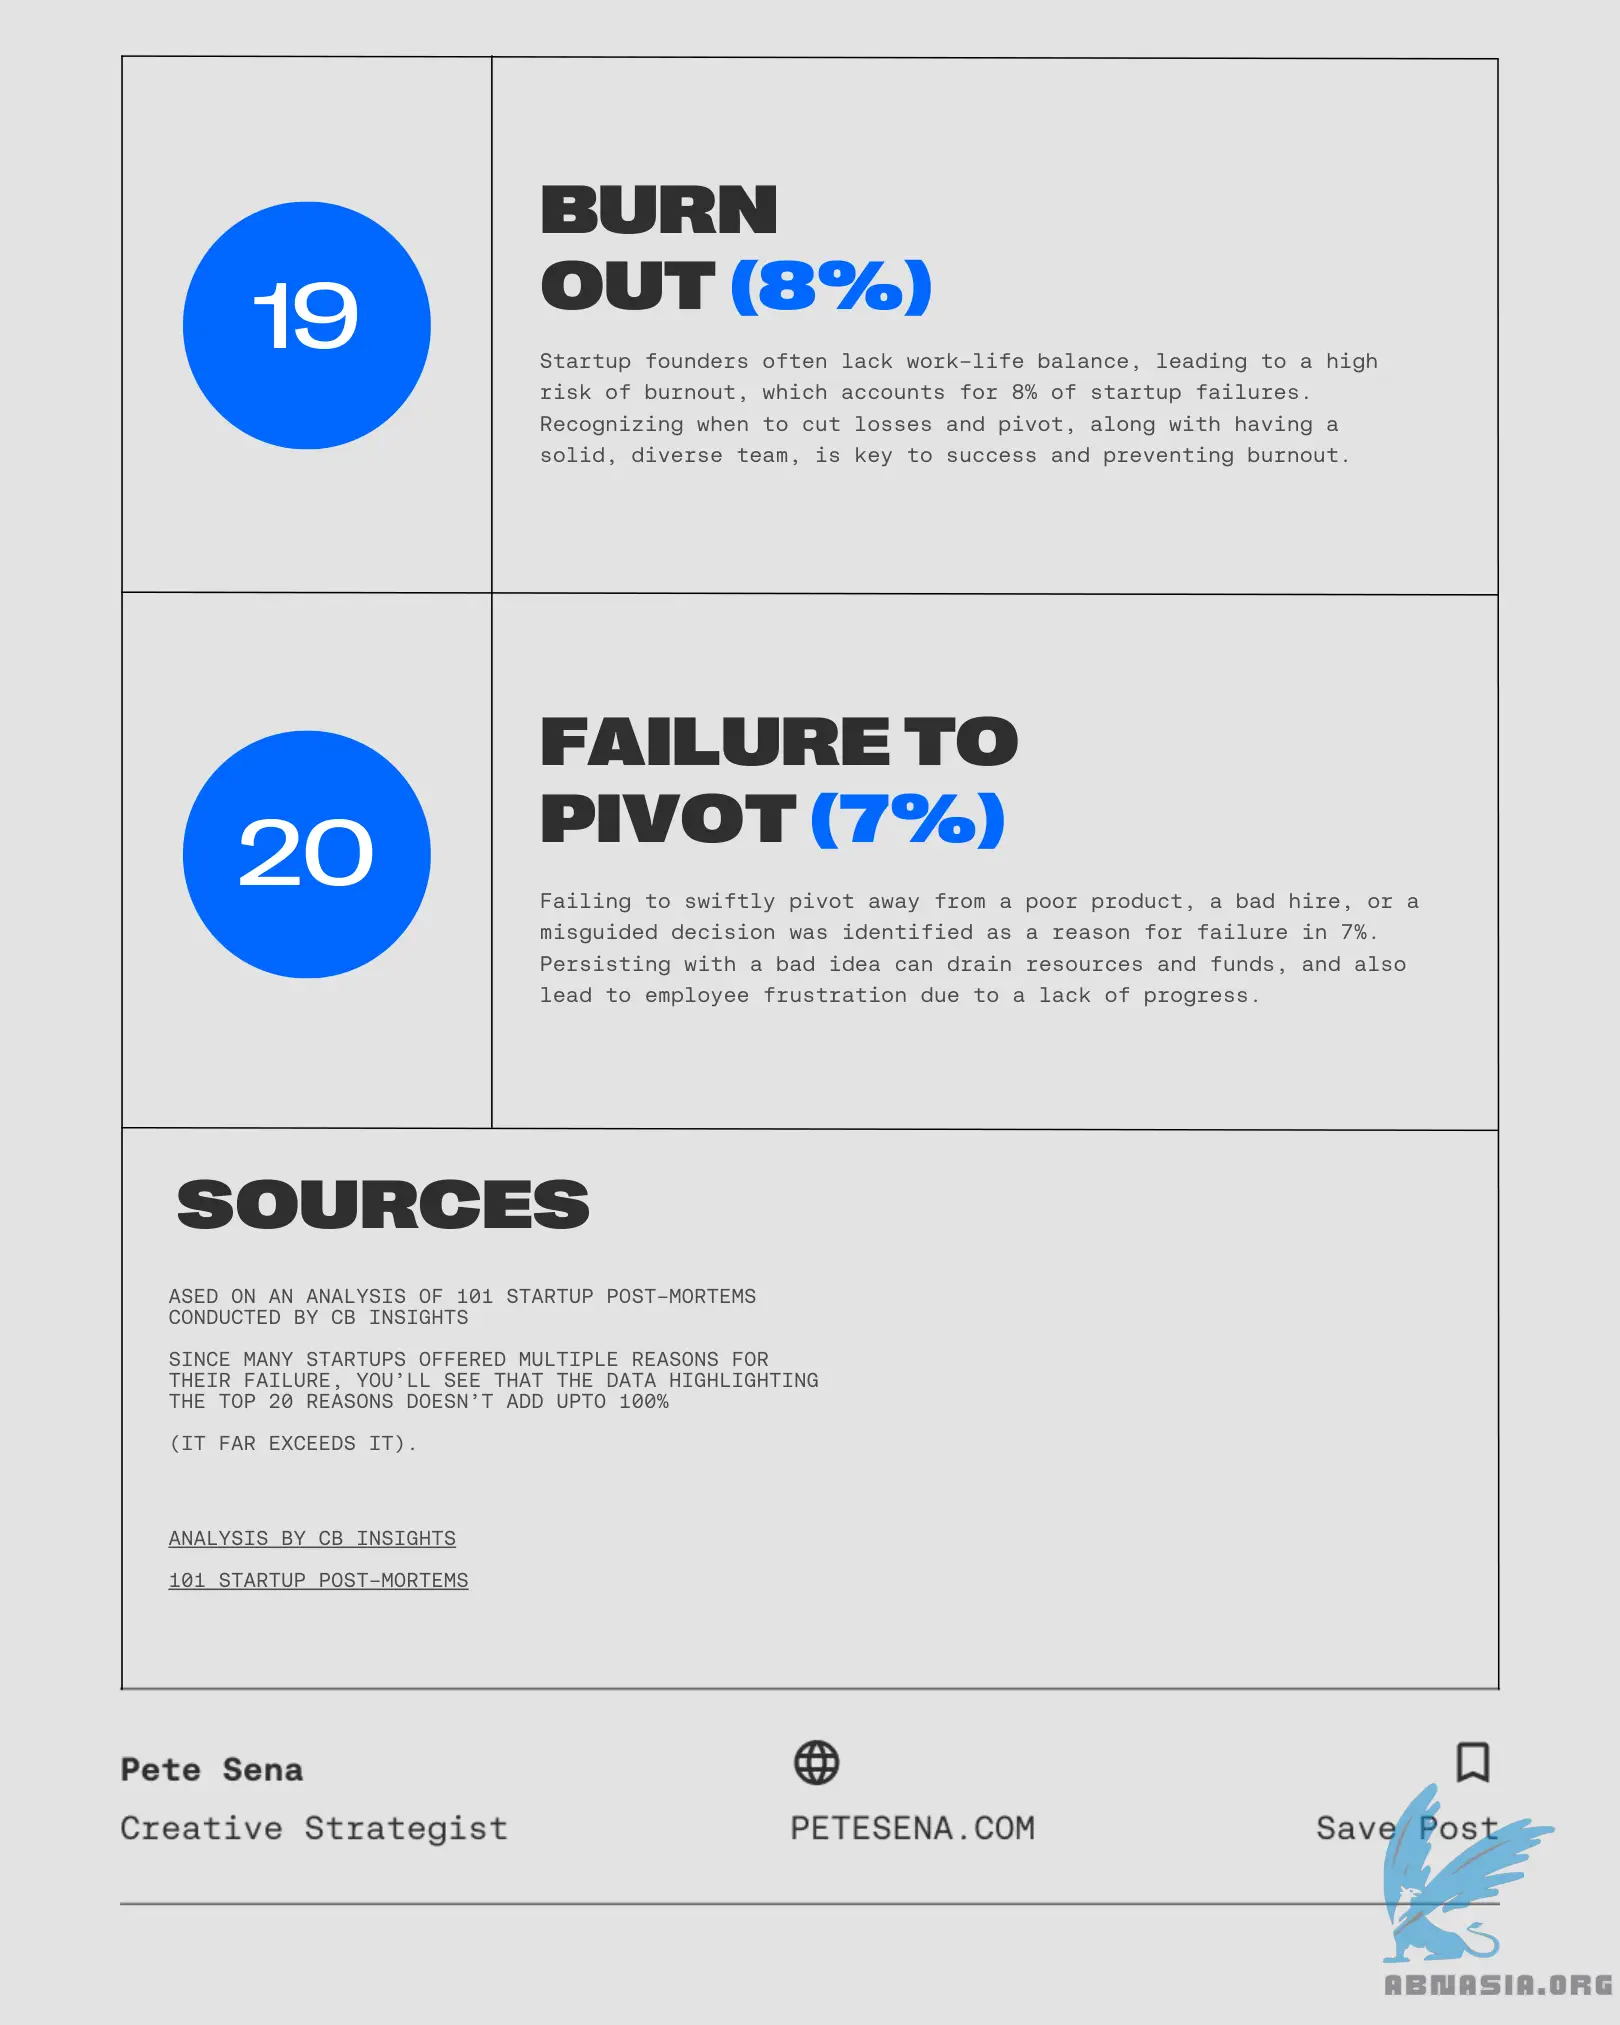 19
BURN
OUT (8%)
Startup founders often lack work-life balance, leading to a high
risk of burnout, which accounts for 8% of startup failures.
Recognizing when to cut losses and pivot, along with having a
solid, diverse team, is key to success and preventing burnout.
20
FAILURE TO
PIVOT (7%)
Failing to swiftly pivot away from a poor product, a bad hire, or a
misguided decision was identified as a reason for failure in 7%.
Persisting with a bad idea can drain resources and funds, and also
lead to employee frustration due to a lack of progress.
SOURCES
ASED ON AN ANALYSIS OF 101 STARTUP POST-MORTEMS
CONDUCTED BY CB INSIGHTS
SINCE MANY STARTUPS OFFERED MULTIPLE REASONS FOR
THEIR FAILURE, YOU'LL SEE THAT THE DATA HIGHLIGHTING
THE TOP 20 REASONS DOESN'T ADD UPTO 100%
(IT FAR EXCEEDS IT).
ANALYSIS BY CB INSIGHTS
101 STARTUP POST-MORTEMS
Pete Sena
Creative Strategist
PETESENA.COM
Save Post
ABNASIA.ORG